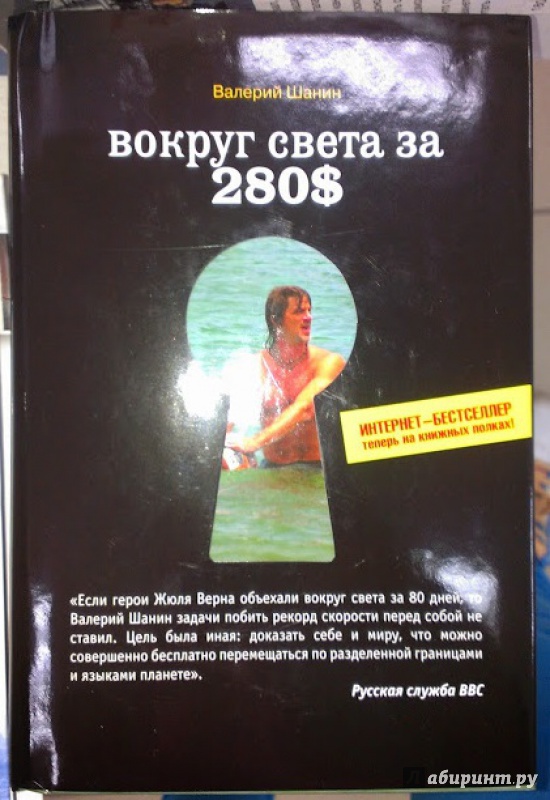 Валерий Шанин
вокруг света за
280$
ИНТЕРНЕТ–БЕСТСЕЛЛЕР
теперь на книжных полках!
«Если герои Жюля Верна объехали вокруг света за 80 дней, то
Валерий Шанин задачи побить рекорд скорости перед собой не
ставил. Цель была иная: доказать себе и миру, что можно
совершенно бесплатно перемещаться по разделенной границами
и языками планете».
Русская служба BBC
Лабиринт.ру